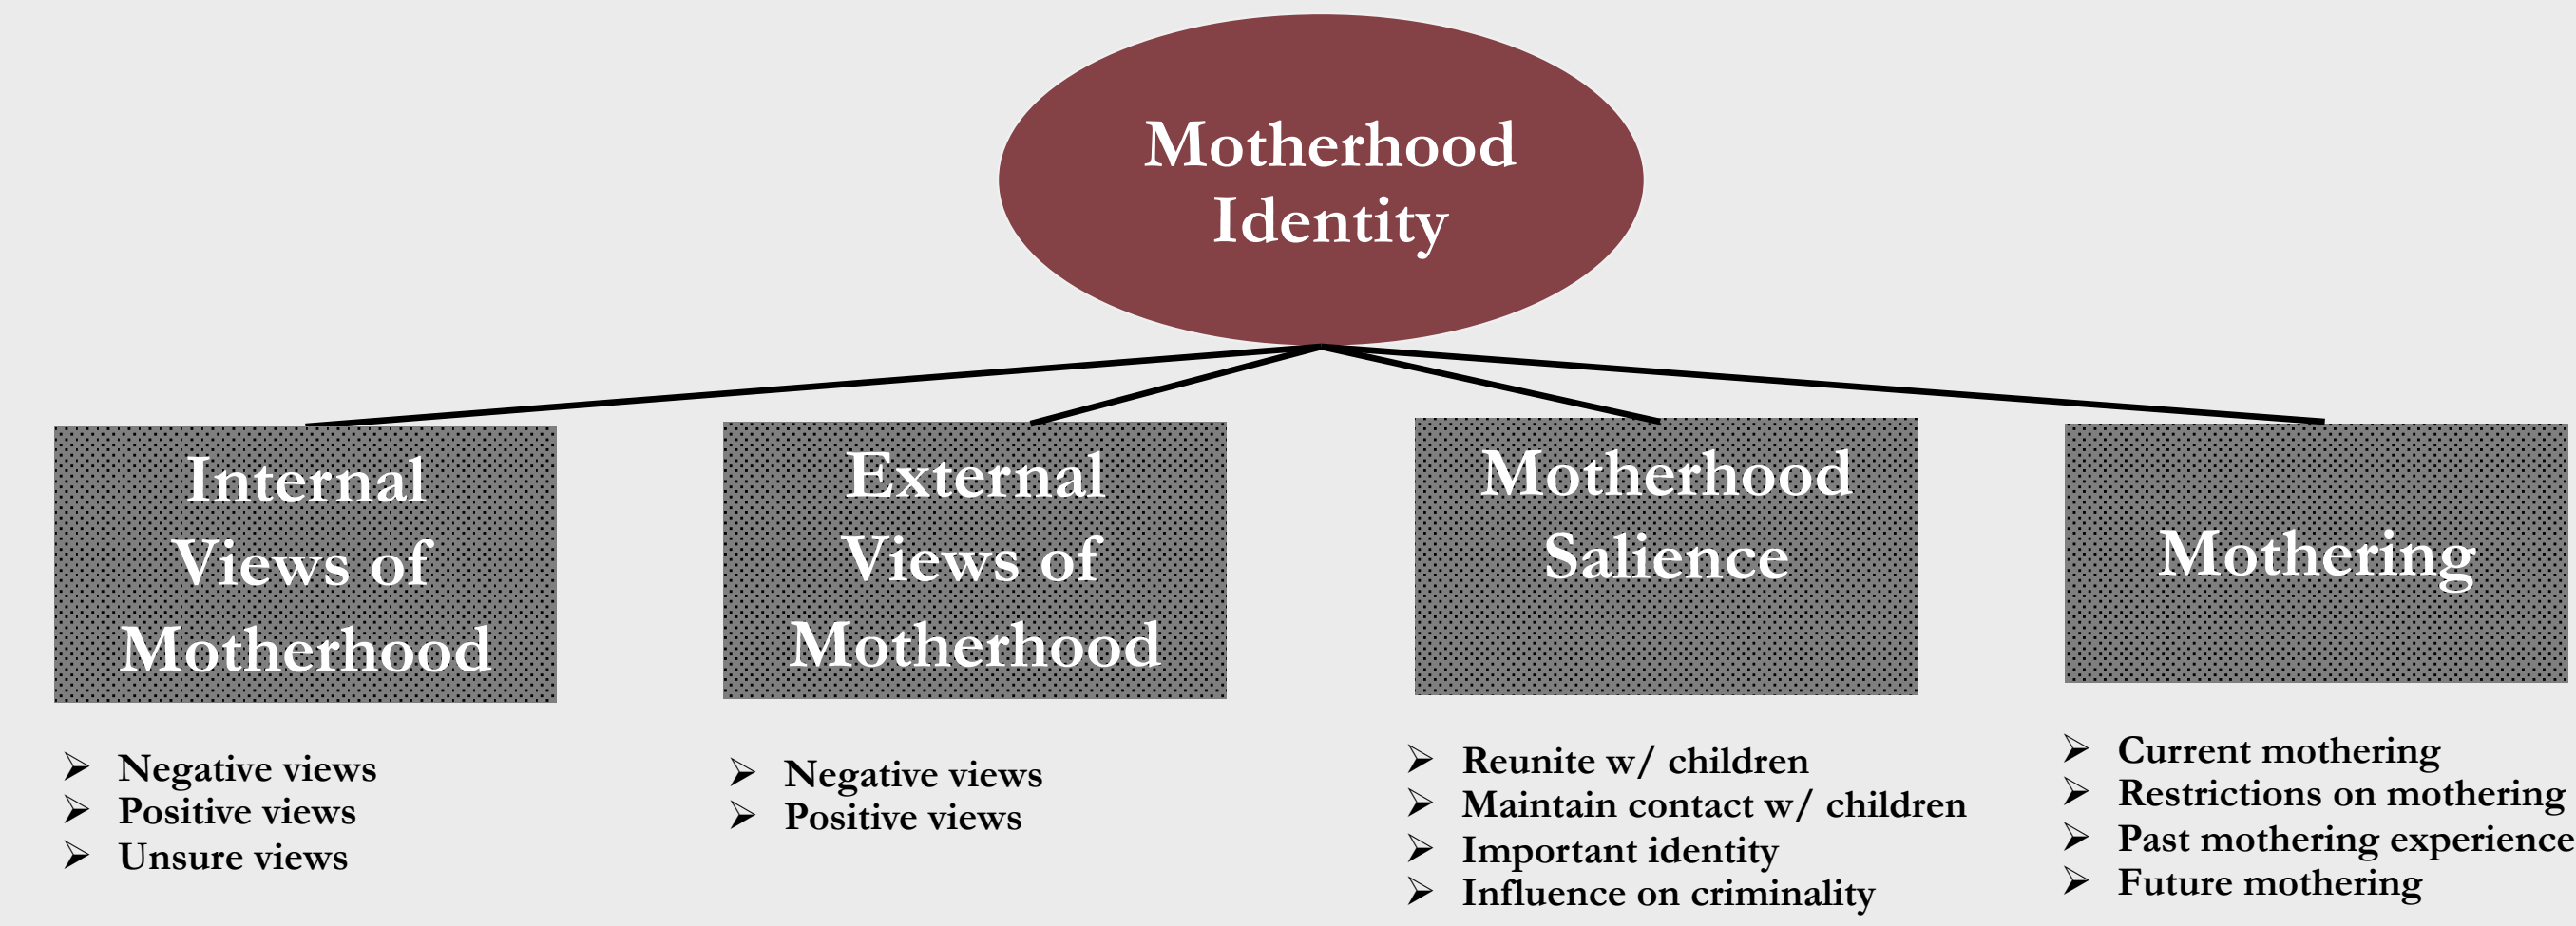 Motherhood
Identity
Internal
Views of
Motherhood
➢ Negative views
➢ Positive views
➢ Unsure views
External
Views of
Motherhood
➢ Negative views
➢ Positive views
Motherhood
Salience
➢ Reunite w/ children
➢ Maintain contact w/ children
➢ Important identity
➢ Influence on criminality
Mothering
➢ Current mothering
➢ Restrictions on mothering
➢ Past mothering experience
➢ Future mothering